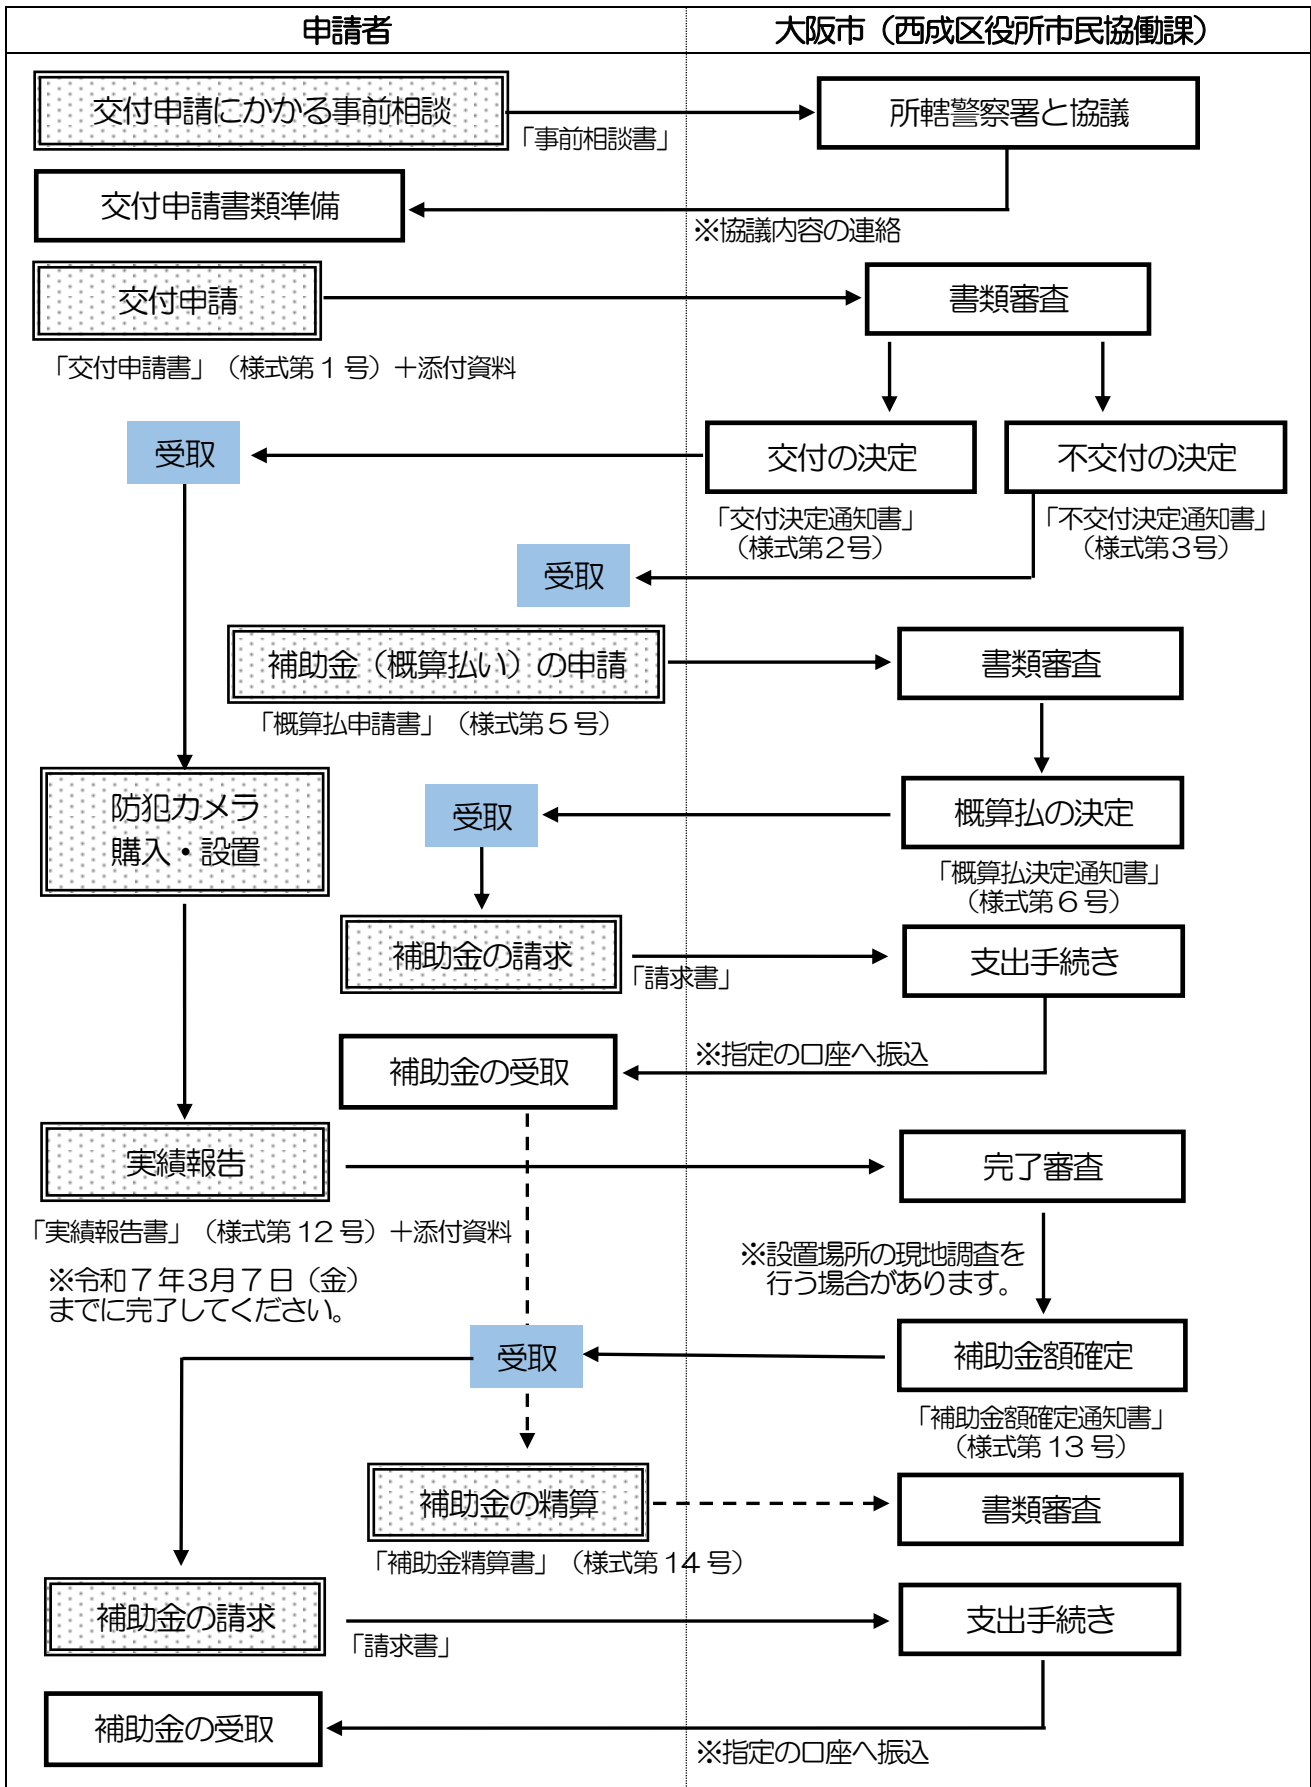 申請者
大阪市（西成区役所市民協働課）
交付申請にかかる事前相談
「事前相談書」
所轄警察署と協議
交付申請書類準備
※協議内容の連絡
交付申請
書類審査
「交付申請書」（様式第１号）＋添付資料
受取
交付の決定
不交付の決定
「交付決定通知書」
（様式第２号）
「不交付決定通知書」
（様式第３号）
受取
補助金（概算払い）の申請
書類審査
「概算払申請書」（様式第５号）
防犯カメラ
購入・設置
受取
概算払の決定
「概算払決定通知書」
（様式第６号）
補助金の請求
「請求書」
支出手続き
補助金の受取
※指定の口座へ振込
実績報告
完了審査
「実績報告書」（様式第12号）＋添付資料
※令和７年３月７日（金）
までに完了してください。
※設置場所の現地調査を
行う場合があります。
受取
補助金額確定
「補助金額確定通知書」
（様式第13号）
補助金の精算
書類審査
「補助金精算書」（様式第14号）
補助金の請求
「請求書」
支出手続き
補助金の受取
※指定の口座へ振込